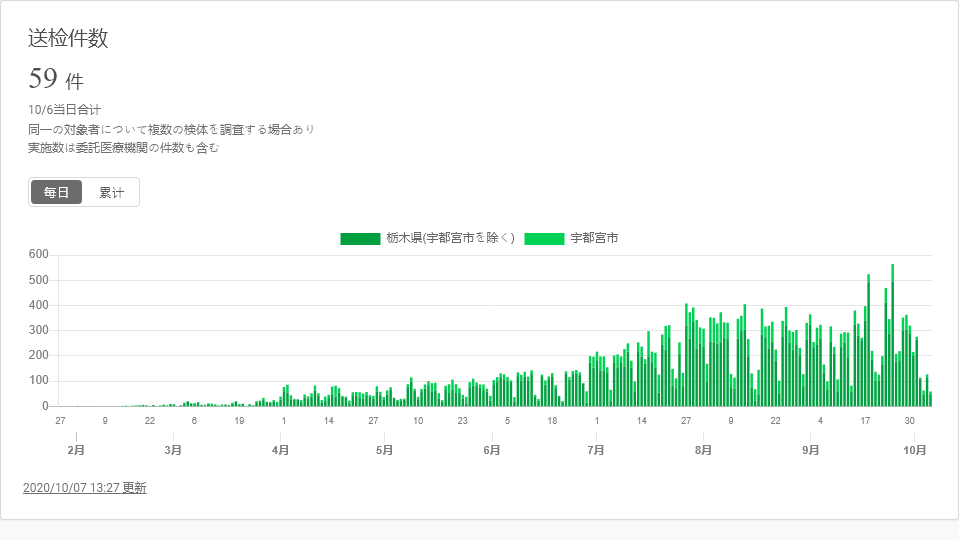 送检件数
59 件
10/6当日合计
同一の対象者について複数の検体を調査する場合あり
実施数は委託医療機関の件数も含む
每日 累计
栃木県(宇都宮市を除く) 宇都宮市
600
500
400
300
200
100
0
27 9 22 6 19 1 14 27 10 23 5 18 1 14 27 9 22 4 17 30
2月 3月 4月 5月 6月 7月 8月 9月 10月
2020/10/07 13:27 更新